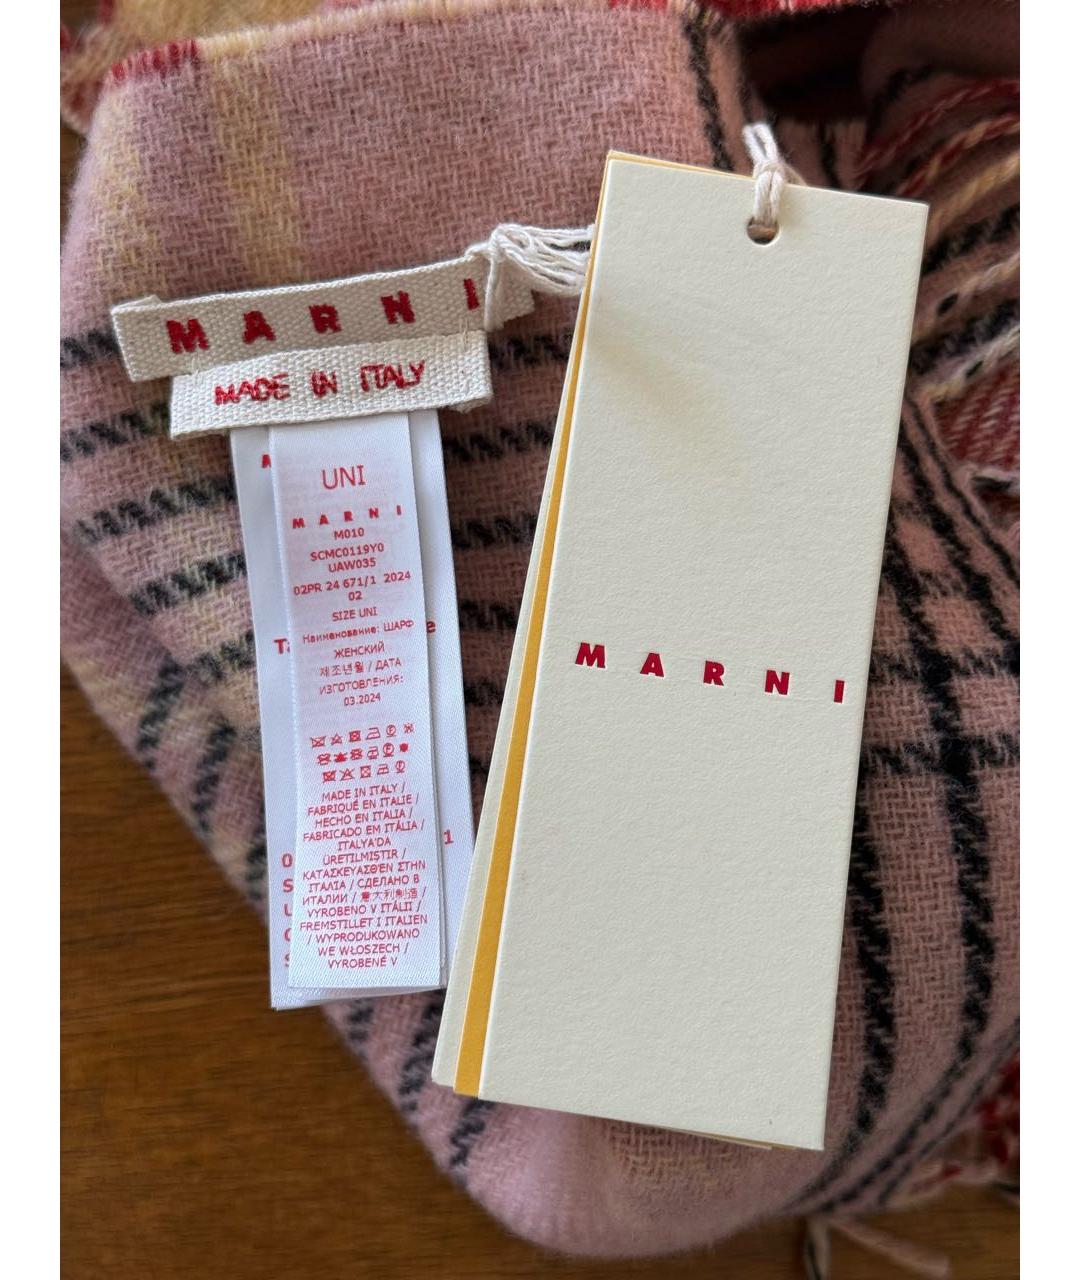 MARNI
MADE IN ITALY
UNI
MARNI
M010
SCMC0119Y0
UAW035
02PR 24 671/1 2024
02
SIZE UNI
Наименование: ШАРФ
ЖЕНСКИЙ
제조년월 / ДАТА
ИЗГОТОВЛЕНИЯ:
03.2024
MADE IN ITALY /
FABRIQUÉ EN ITALIE /
HECHO EN ITALIA /
FABRICADO EM ITÁLIA /
ITALYA'DA
ÜRETILMISTIR /
ΚΑΤΑΣΚΕΥΑΣΘΕΝ ΣΤΗΝ
ΙΤΑΛΙΑ / СДЕЛАНО В
ИТАЛИИ / 意大利制造 /
VYROBENO V ITÁLII /
FREMSTILLET I ITALIEN
/ WYPRODUKOWANO
WE WŁOSZECH /
VYROBENÉ V
MARNI